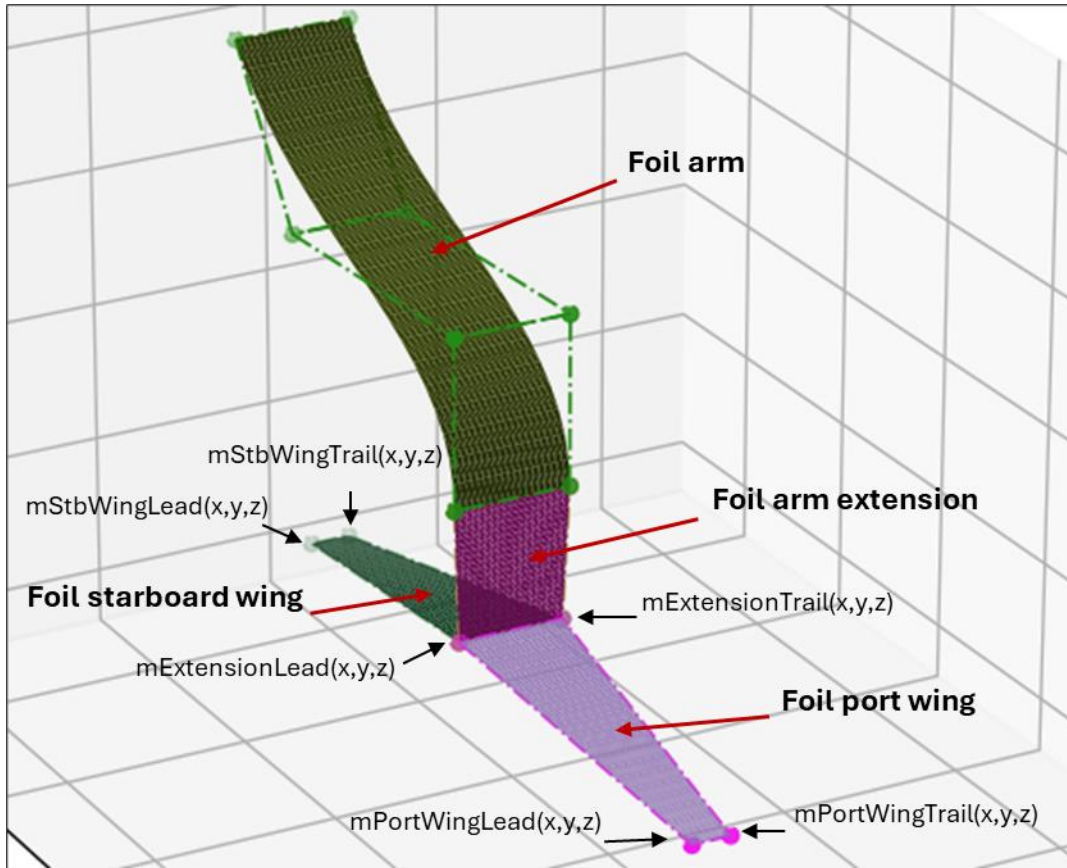 Foil arm
mStbWingTrail(x,y,z)
mStbWingLead(x,y,z)
Foil arm extension
Foil starboard wing
mExtensionTrail(x,y,z)
mExtensionLead(x,y,z)
Foil port wing
mPortWingLead(x,y,z)
mPortWingTrail(x,y,z)